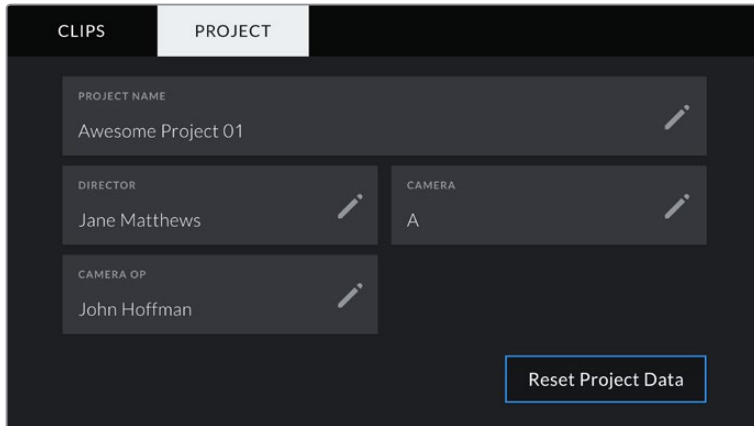 CLIPS PROJECT
PROJECT NAME
Awesome Project 01
DIRECTOR
Jane Matthews
CAMERA
A
CAMERA OP
John Hoffman
Reset Project Data